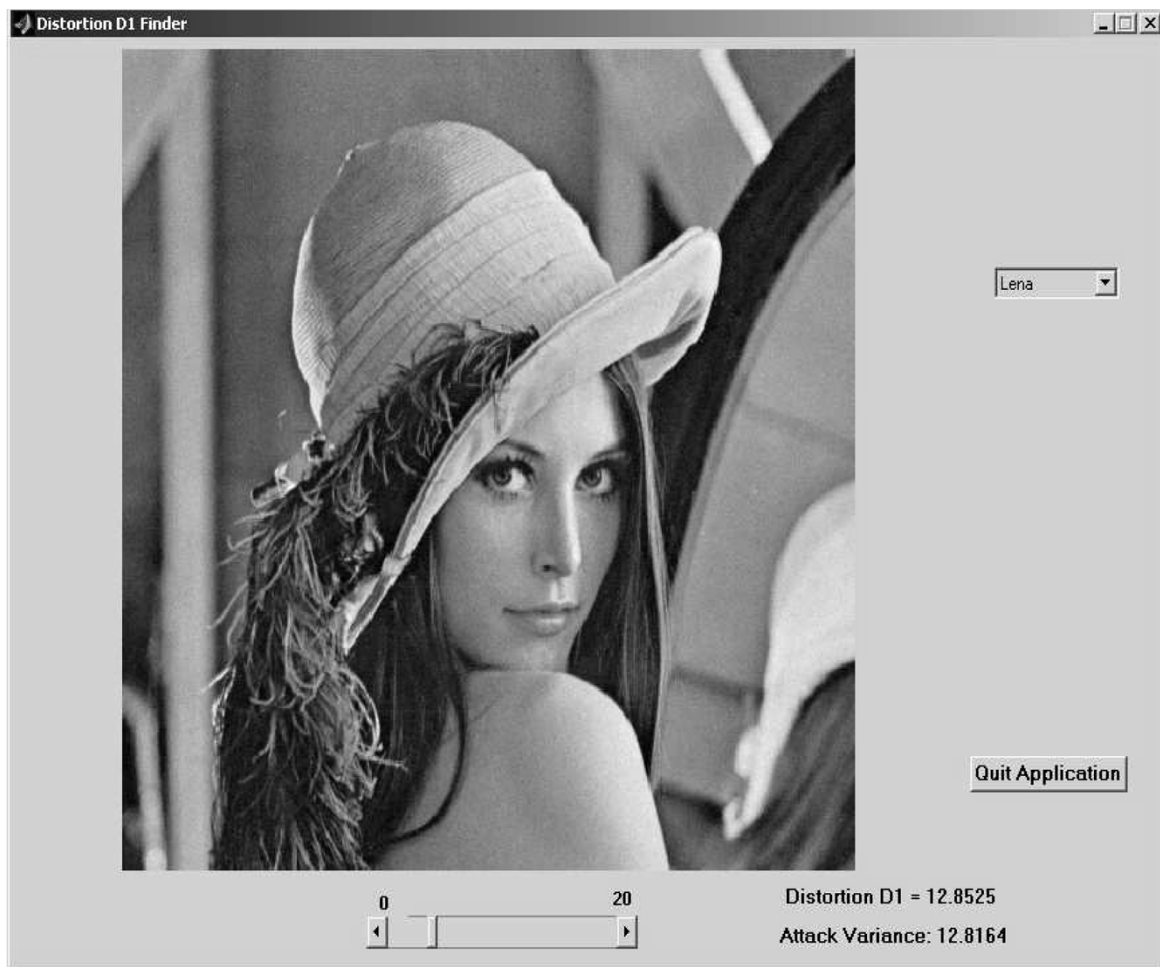 Distortion D1 Finder
Lena
Quit Application
0
20
Distortion D1 = 12.8525
Attack Variance: 12.8164